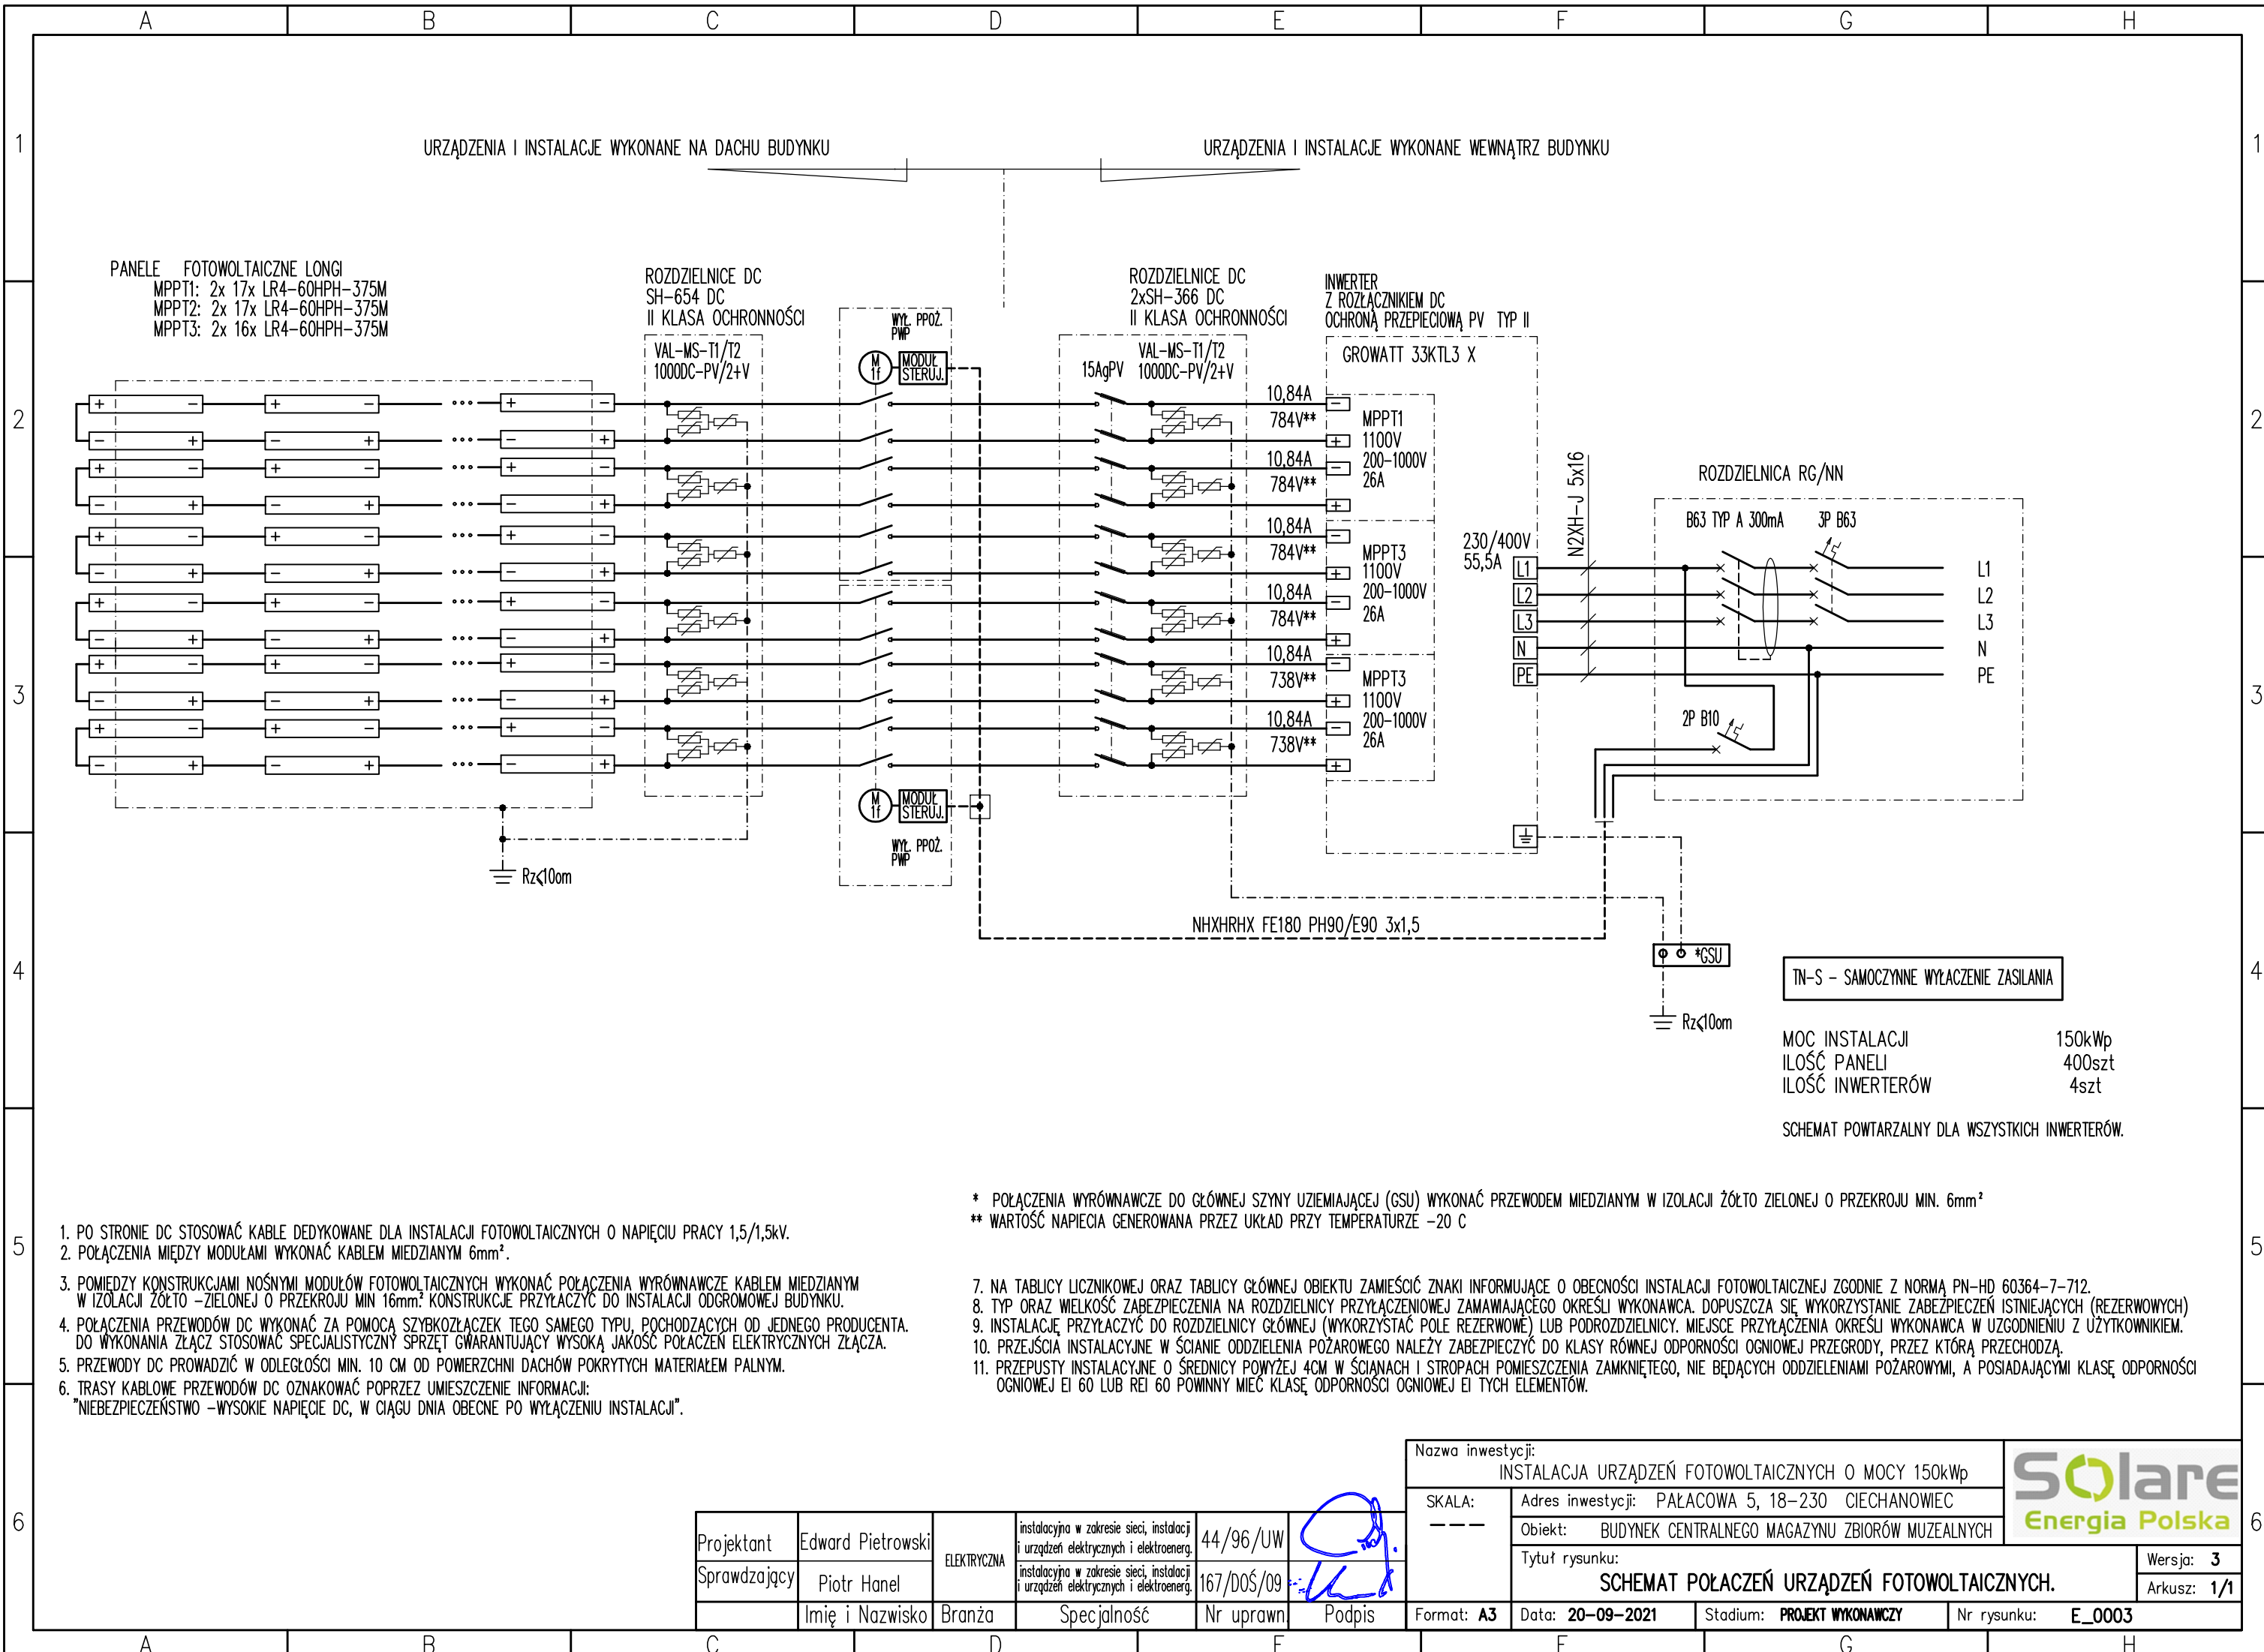 A B C D E F G H
1 1
URZĄDZENIA I INSTALACJE WYKONANE NA DACHU BUDYNKU
URZĄDZENIA I INSTALACJE WYKONANE WEWNĄTRZ BUDYNKU
PANELE FOTOWOLTAICZNE LONGI
MPPT1: 2x 17x LR4-60HPH-375M
MPPT2: 2x 17x LR4-60HPH-375M
MPPT3: 2x 16x LR4-60HPH-375M
ROZDZIELNICE DC
SH-654 DC
II KLASA OCHRONNOŚCI
VAL-MS-T1/T2
1000DC-PV/2+V
WYŁ. PPOŻ.
PWP
M
1f
MODUŁ
STERUJ.
ROZDZIELNICE DC
2xSH-366 DC
II KLASA OCHRONNOŚCI
15AgPV
VAL-MS-T1/T2
1000DC-PV/2+V
INWERTER
Z ROZŁĄCZNIKIEM DC
OCHRONĄ PRZEPIECIOWĄ PV TYP II
GROWATT 33KTL3 X
2 2
10,84A
784V**
10,84A
784V**
10,84A
784V**
10,84A
784V**
10,84A
738V**
10,84A
738V**
MPPT1
1100V
200-1000V
26A
MPPT3
1100V
200-1000V
26A
MPPT3
1100V
200-1000V
26A
230/400V
55,5A
L1
L2
L3
N
PE
N2XH-J 5x16
ROZDZIELNICA RG/NN
B63 TYP A 300mA
3P B63
L1
L2
L3
N
PE
2P B10
3 3
M
1f
MODUŁ
STERUJ.
WYŁ. PPOŻ.
PWP
Rz⩽10om
NHXHRHX FE180 PH90/E90 3x1,5
*GSU
Rz⩽10om
4 4
TN-S - SAMOCZYNNE WYŁACZENIE ZASILANIA
MOC INSTALACJI 150kWp
ILOŚĆ PANELI 400szt
ILOŚĆ INWERTERÓW 4szt
SCHEMAT POWTARZALNY DLA WSZYSTKICH INWERTERÓW.
* POŁĄCZENIA WYRÓWNAWCZE DO GŁÓWNEJ SZYNY UZIEMIAJĄCEJ (GSU) WYKONAĆ PRZEWODEM MIEDZIANYM W IZOLACJI ŻÓŁTO ZIELONEJ O PRZEKROJU MIN. 6mm²
** WARTOŚĆ NAPIECIA GENEROWANA PRZEZ UKŁAD PRZY TEMPERATURZE -20 C
5 5
1. PO STRONIE DC STOSOWAĆ KABLE DEDYKOWANE DLA INSTALACJI FOTOWOLTAICZNYCH O NAPIĘCIU PRACY 1,5/1,5kV.
2. POŁĄCZENIA MIĘDZY MODUŁAMI WYKONAĆ KABLEM MIEDZIANYM 6mm².
3. POMIĘDZY KONSTRUKCJAMI NOŚNYMI MODUŁÓW FOTOWOLTAICZNYCH WYKONAĆ POŁĄCZENIA WYRÓWNAWCZE KABLEM MIEDZIANYM
W IZOLACJI ŻÓŁTO -ZIELONEJ O PRZEKROJU MIN 16mm². KONSTRUKCJE PRZYŁĄCZYĆ DO INSTALACJI ODGROMOWEJ BUDYNKU.
4. POŁĄCZENIA PRZEWODÓW DC WYKONAĆ ZA POMOCĄ SZYBKOZŁĄCZEK TEGO SAMEGO TYPU, POCHODZĄCYCH OD JEDNEGO PRODUCENTA.
DO WYKONANIA ZŁĄCZ STOSOWAĆ SPECJALISTYCZNY SPRZĘT GWARANTUJĄCY WYSOKĄ JAKOŚĆ POŁACZEŃ ELEKTRYCZNYCH ZŁĄCZA.
5. PRZEWODY DC PROWADZIĆ W ODLEGŁOŚCI MIN. 10 CM OD POWIERZCHNI DACHÓW POKRYTYCH MATERIAŁEM PALNYM.
6. TRASY KABLOWE PRZEWODÓW DC OZNAKOWAĆ POPRZEZ UMIESZCZENIE INFORMACJI:
"NIEBEZPIECZEŃSTWO -WYSOKIE NAPIĘCIE DC, W CIĄGU DNIA OBECNE PO WYŁĄCZENIU INSTALACJI".
7. NA TABLICY LICZNIKOWEJ ORAZ TABLICY GŁÓWNEJ OBIEKTU ZAMIEŚCIĆ ZNAKI INFORMUJĄCE O OBECNOŚCI INSTALACJI FOTOWOLTAICZNEJ ZGODNIE Z NORMĄ PN-HD 60364-7-712.
8. TYP ORAZ WIELKOŚĆ ZABEZPIECZENIA NA ROZDZIELNICY PRZYŁĄCZENIOWEJ ZAMAWIAJĄCEGO OKREŚLI WYKONAWCA. DOPUSZCZA SIĘ WYKORZYSTANIE ZABEZPIECZEŃ ISTNIEJĄCYCH (REZERWOWYCH)
9. INSTALACJĘ PRZYŁACZYĆ DO ROZDZIELNICY GŁÓWNEJ (WYKORZYSTAĆ POLE REZERWOWE) LUB PODROZDZIELNICY. MIEJSCE PRZYŁĄCZENIA OKREŚLI WYKONAWCA W UZGODNIENIU Z UŻYTKOWNIKIEM.
10. PRZEJŚCIA INSTALACYJNE W ŚCIANIE ODDZIELENIA POŻAROWEGO NALEŻY ZABEZPIECZYĆ DO KLASY RÓWNEJ ODPORNOŚCI OGNIOWEJ PRZEGRODY, PRZEZ KTÓRĄ PRZECHODZĄ.
11. PRZEPUSTY INSTALACYJNE O ŚREDNICY POWYŻEJ 4CM W ŚCIANACH I STROPACH POMIESZCZENIA ZAMKNIĘTEGO, NIE BĘDĄCYCH ODDZIELENIAMI POŻAROWYMI, A POSIADAJĄCYMI KLASĘ ODPORNOŚCI
OGNIOWEJ EI 60 LUB REI 60 POWINNY MIEĆ KLASĘ ODPORNOŚCI OGNIOWEJ EI TYCH ELEMENTÓW.
6 6
Projektant Edward Pietrowski ELEKTRYCZNA instalacyjna w zakresie sieci, instalacji i urządzeń elektrycznych i elektroenerg. 44/96/UW
Sprawdzający Piotr Hanel instalacyjna w zakresie sieci, instalacji i urządzeń elektrycznych i elektroenerg. 167/DOŚ/09
Imię i Nazwisko Branża Specjalność Nr uprawn. Podpis
Nazwa inwestycji:
INSTALACJA URZĄDZEŃ FOTOWOLTAICZNYCH O MOCY 150kWp
SKALA: ---
Adres inwestycji: PAŁACOWA 5, 18-230 CIECHANOWIEC
Obiekt: BUDYNEK CENTRALNEGO MAGAZYNU ZBIORÓW MUZEALNYCH
Solare
Energia Polska
Tytuł rysunku:
SCHEMAT POŁACZEŃ URZĄDZEŃ FOTOWOLTAICZNYCH.
Wersja: 3
Arkusz: 1/1
Format: A3 Data: 20-09-2021 Stadium: PROJEKT WYKONAWCZY Nr rysunku: E_0003
A B C D E F G H